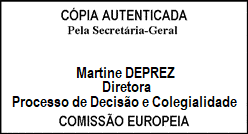 CÓPIA AUTENTICADA
Pela Secretária-Geral
Martine DEPREZ
Diretora
Processo de Decisão e Colegialidade
COMISSÃO EUROPEIA